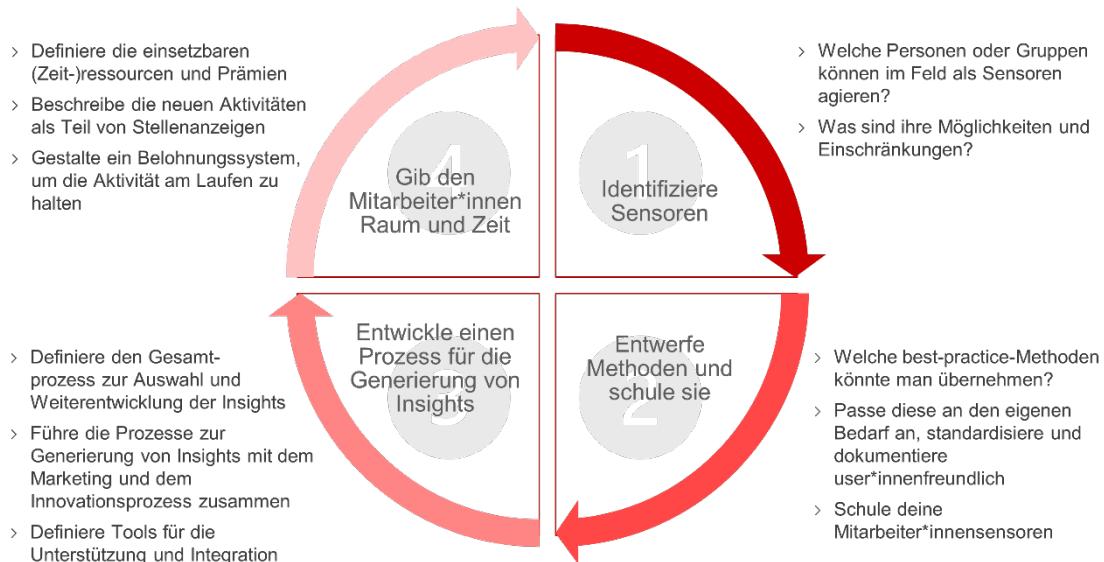 > Definiere die einsetzbaren
(Zeit-)ressourcen und Prämien
> Beschreibe die neuen Aktivitäten
als Teil von Stellenanzeigen
> Gestalte ein Belohnungssystem,
um die Aktivität am Laufen zu
halten
4
Gib den
Mitarbeiter*innen
Raum und Zeit
1
Identifiziere
Sensoren
> Welche Personen oder Gruppen
können im Feld als Sensoren
agieren?
> Was sind ihre Möglichkeiten und
Einschränkungen?
> Definiere den Gesamt-
prozess zur Auswahl und
Weiterentwicklung der Insights
> Führe die Prozesse zur
Generierung von Insights mit dem
Marketing und dem
Innovationsprozess zusammen
> Definiere Tools für die
Unterstützung und Integration
3
Entwickle einen
Prozess für die
Generierung von
Insights
2
Entwerfe
Methoden und
schule sie
> Welche best-practice-Methoden
könnte man übernehmen?
> Passe diese an den eigenen
Bedarf an, standardisiere und
dokumentiere
user*innenfreundlich
> Schule deine
Mitarbeiter*innensensoren